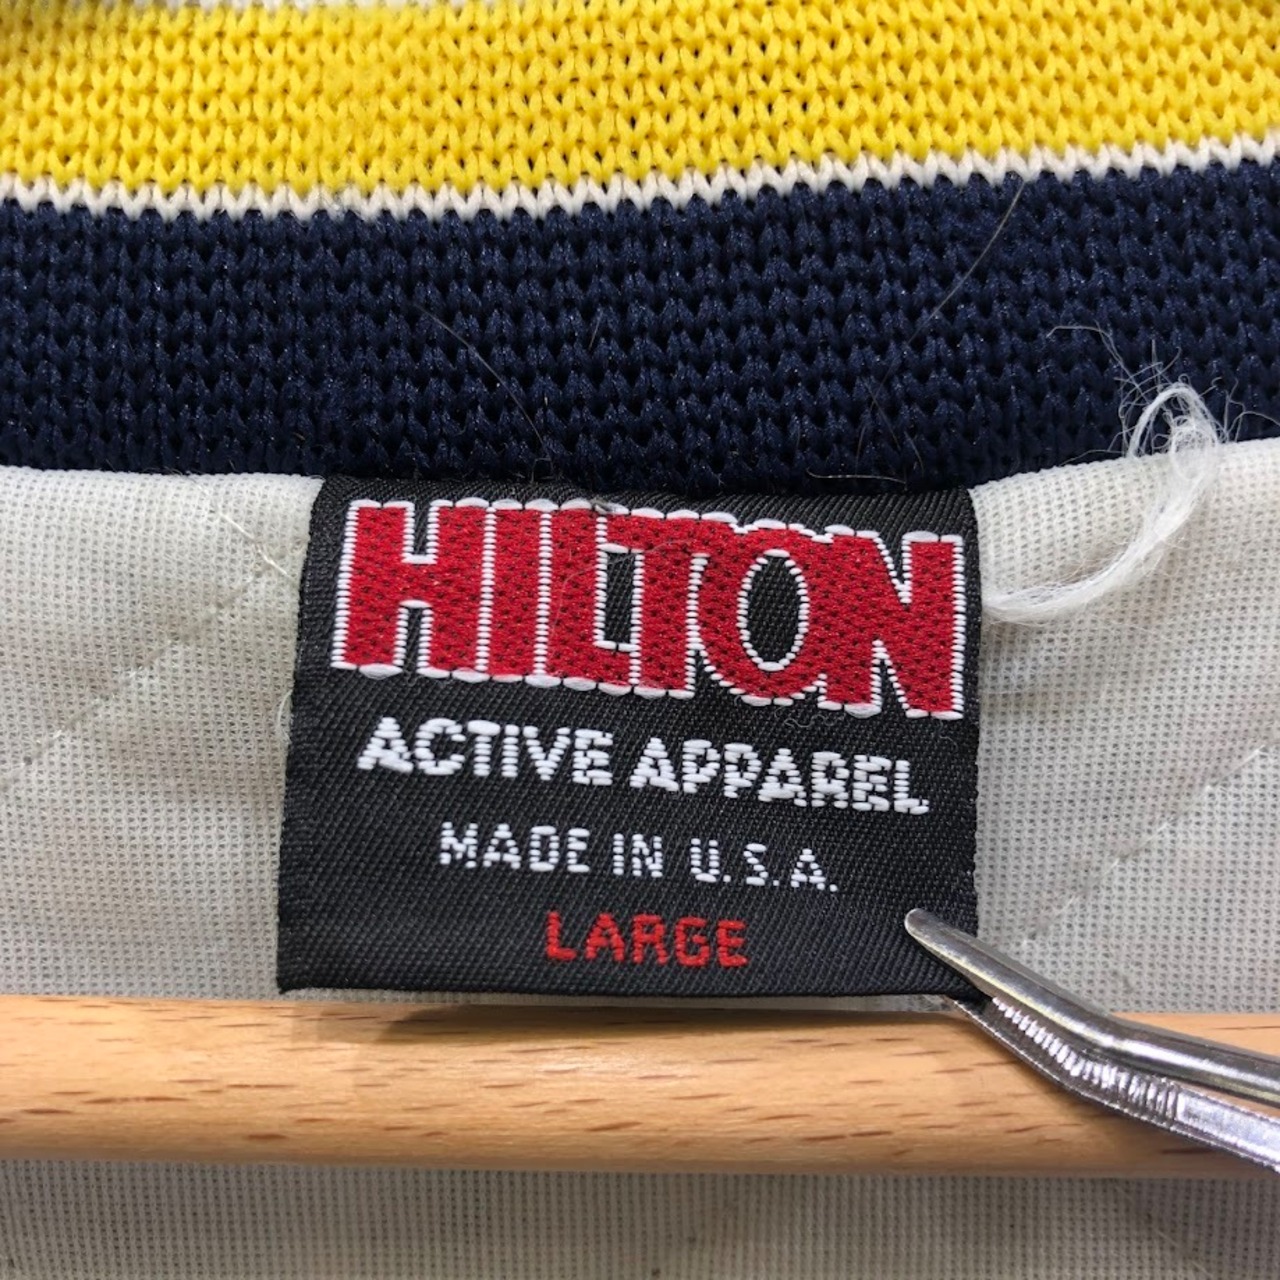 HILTON
ACTIVE APPAREL
MADE IN U.S.A.
LARGE